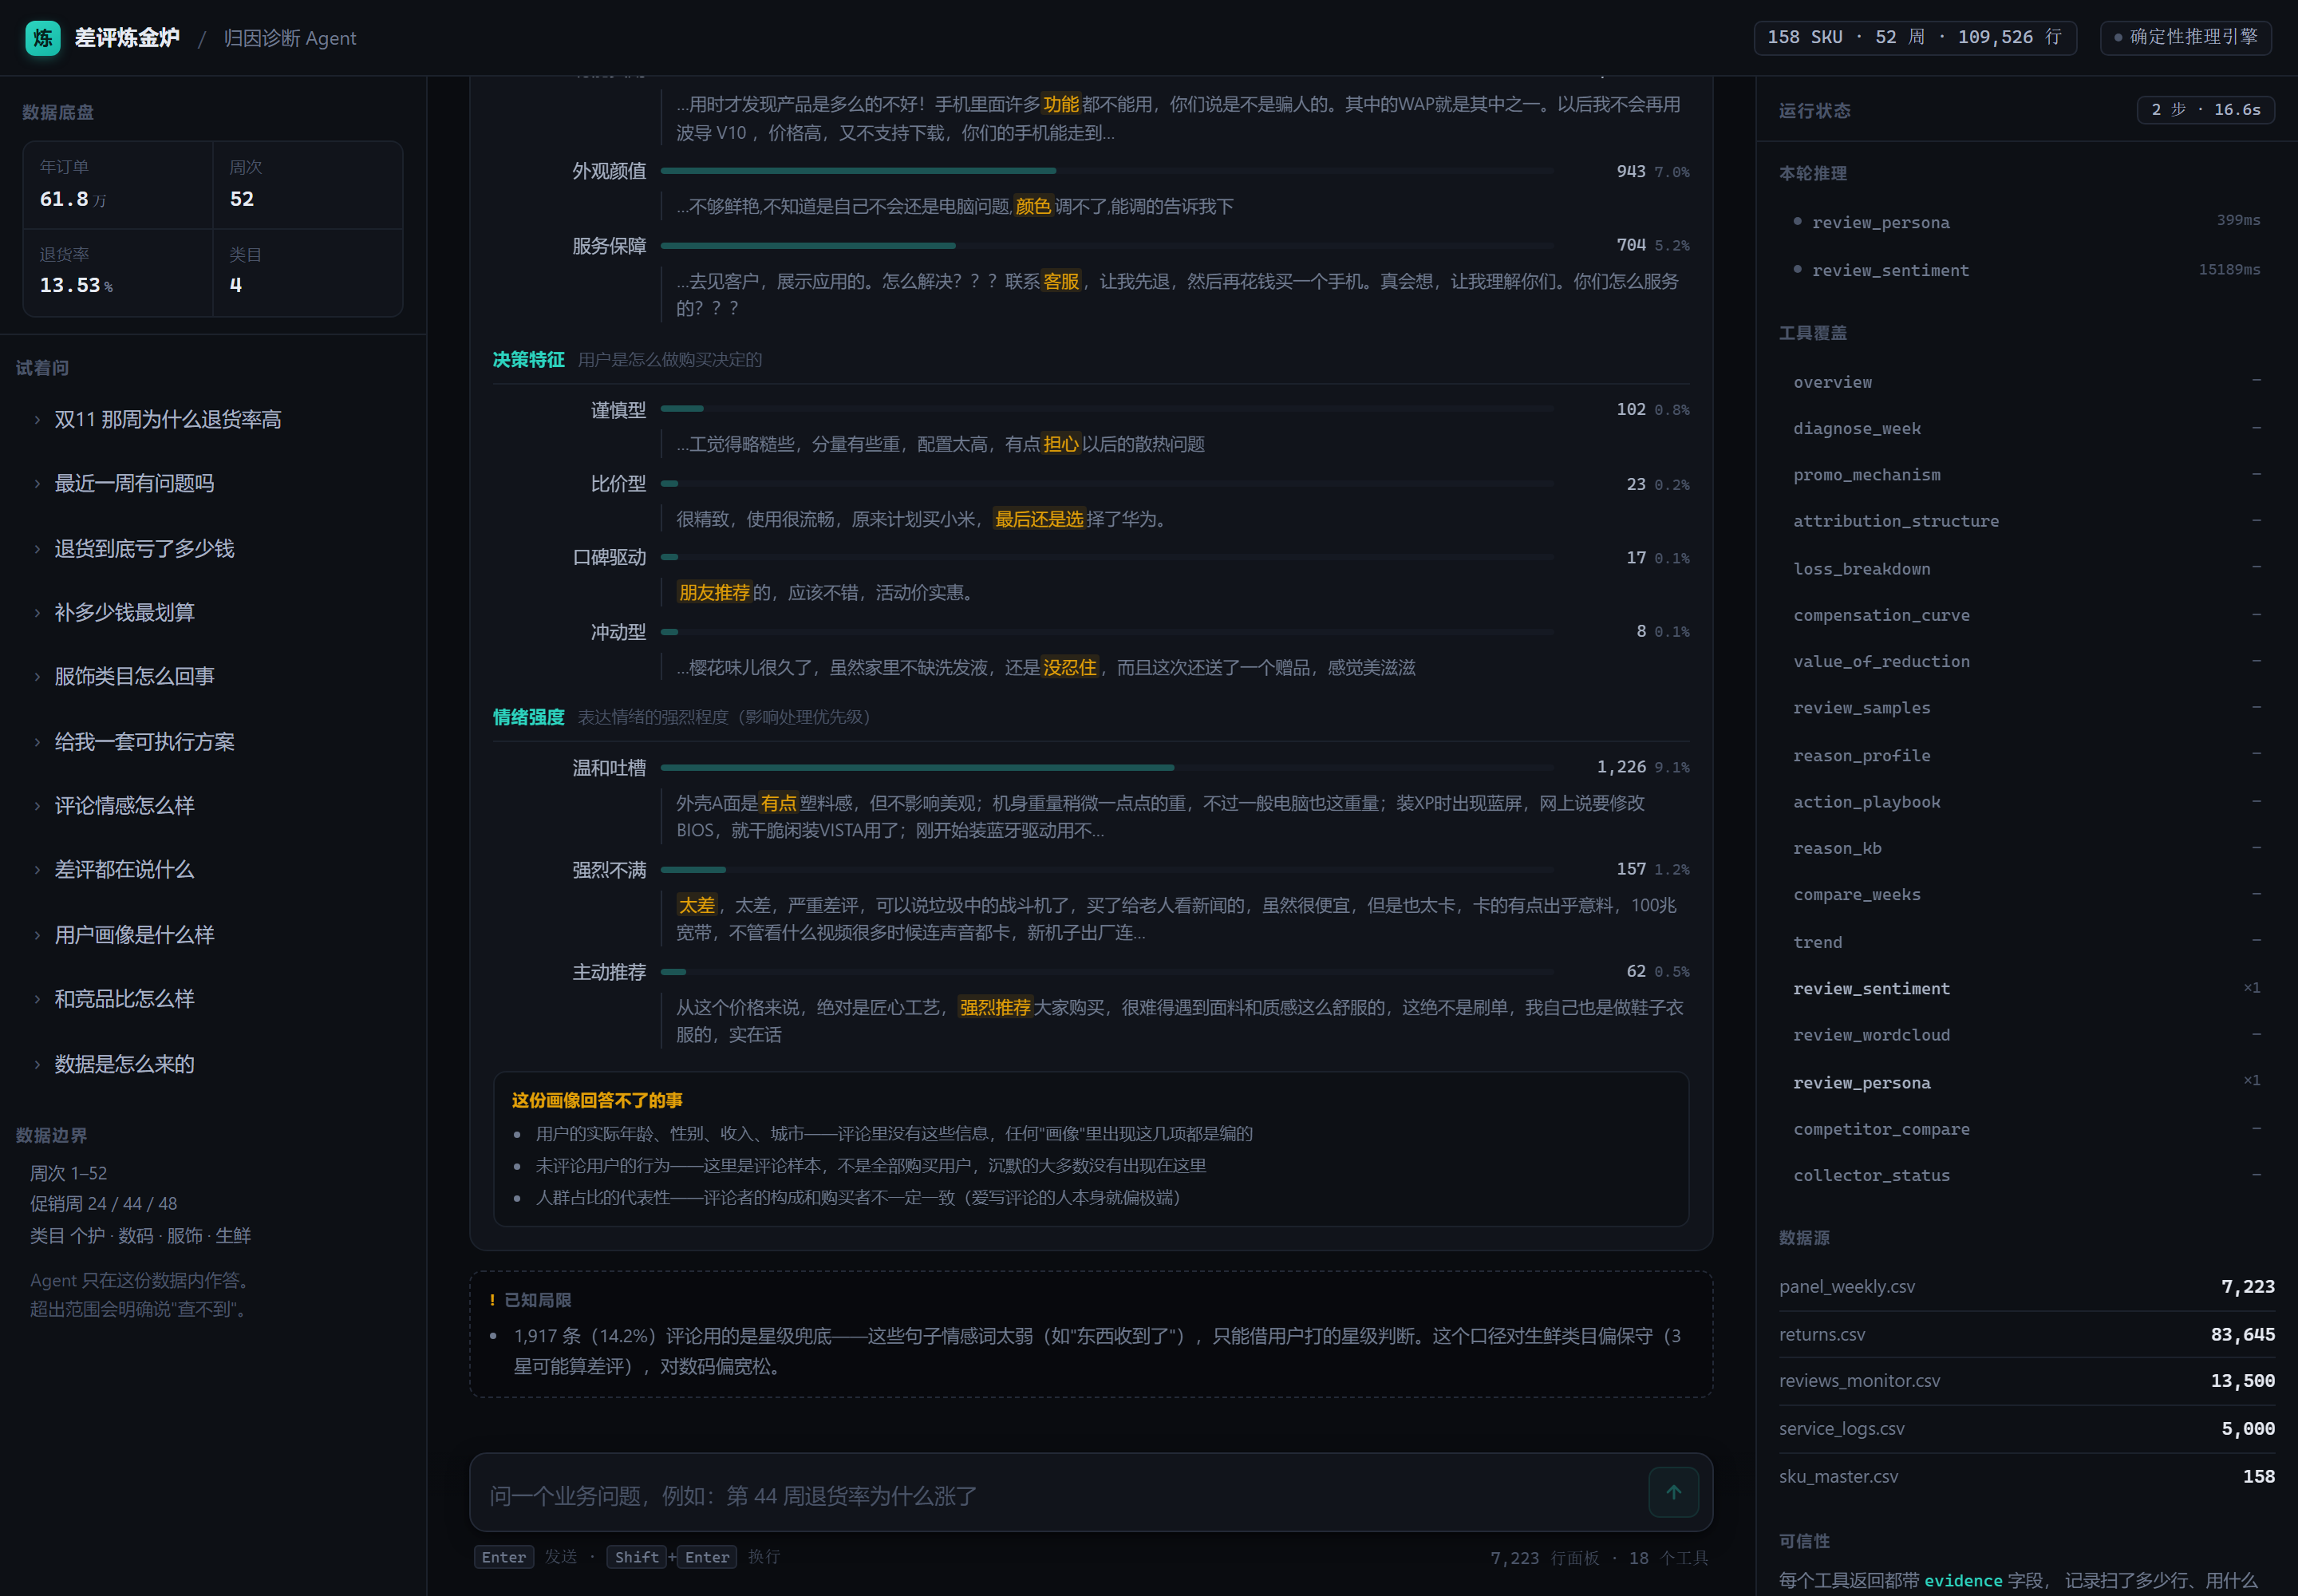 炼 差评炼金炉 / 归因诊断 Agent
158 SKU · 52 周 · 109,526 行
确定性推理引擎
数据底盘
年订单
61.8 万
周次
52
退货率
13.53 %
类目
4
试着问
› 双11 那周为什么退货率高
› 最近一周有问题吗
› 退货到底亏了多少钱
› 补多少钱最划算
› 服饰类目怎么回事
› 给我一套可执行方案
› 评论情感怎么样
› 差评都在说什么
› 用户画像是什么样
› 和竞品比怎么样
› 数据是怎么来的
数据边界
周次 1–52
促销周 24 / 44 / 48
类目 个护 · 数码 · 服饰 · 生鲜
Agent 只在这份数据内作答。
超出范围会明确说"查不到"。
...用时才发现产品是多么的不好！手机里面许多功能都不能用，你们说是不是骗人的。其中的WAP就是其中之一。以后我不会再用
波导 V10 ，价格高，又不支持下载，你们的手机能走到...
外观颜值 943 7.0%
...不够鲜艳,不知道是自己不会还是电脑问题,颜色调不了,能调的告诉我下
服务保障 704 5.2%
...去见客户，展示应用的。怎么解决？？？联系客服，让我先退，然后再花钱买一个手机。真会想，让我理解你们。你们怎么服务
的？？？
决策特征 用户是怎么做购买决定的
谨慎型 102 0.8%
...工觉得略糙些，分量有些重，配置太高，有点担心以后的散热问题
比价型 23 0.2%
很精致，使用很流畅，原来计划买小米，最后还是选择了华为。
口碑驱动 17 0.1%
朋友推荐的，应该不错，活动价实惠。
冲动型 8 0.1%
...樱花味儿很久了，虽然家里不缺洗发液，还是没忍住，而且这次还送了一个赠品，感觉美滋滋
情绪强度 表达情绪的强烈程度（影响处理优先级）
温和吐槽 1,226 9.1%
外壳A面是有点塑料感，但不影响美观；机身重量稍微一点点的重，不过一般电脑也这重量；装XP时出现蓝屏，网上说要修改
BIOS，就干脆闲装VISTA用了；刚开始装蓝牙驱动用不...
强烈不满 157 1.2%
太差，太差，严重差评，可以说垃圾中的战斗机了，买了给老人看新闻的，虽然很便宜，但是也太卡，卡的有点出乎意料，100兆
宽带，不管看什么视频很多时候连声音都卡，新机子出厂连...
主动推荐 62 0.5%
从这个价格来说，绝对是匠心工艺，强烈推荐大家购买，很难得遇到面料和质感这么舒服的，这绝不是刷单，我自己也是做鞋子衣
服的，实在话
这份画像回答不了的事
• 用户的实际年龄、性别、收入、城市——评论里没有这些信息，任何"画像"里出现这几项都是编的
• 未评论用户的行为——这里是评论样本，不是全部购买用户，沉默的大多数没有出现在这里
• 人群占比的代表性——评论者的构成和购买者不一定一致（爱写评论的人本身就偏极端）
! 已知局限
• 1,917 条（14.2%）评论用的是星级兜底——这些句子情感词太弱（如"东西收到了"），只能借用户打的星级判断。这个口径对生鲜类目偏保守（3
星可能算差评），对数码偏宽松。
问一个业务问题，例如：第 44 周退货率为什么涨了
Enter 发送 · Shift+Enter 换行
7,223 行面板 · 18 个工具
运行状态
2 步 · 16.6s
本轮推理
review_persona 399ms
review_sentiment 15189ms
工具覆盖
overview —
diagnose_week —
promo_mechanism —
attribution_structure —
loss_breakdown —
compensation_curve —
value_of_reduction —
review_samples —
reason_profile —
action_playbook —
reason_kb —
compare_weeks —
trend —
review_sentiment ×1
review_wordcloud —
review_persona ×1
competitor_compare —
collector_status —
数据源
panel_weekly.csv 7,223
returns.csv 83,645
reviews_monitor.csv 13,500
service_logs.csv 5,000
sku_master.csv 158
可信性
每个工具返回都带 evidence 字段， 记录扫了多少行、用什么